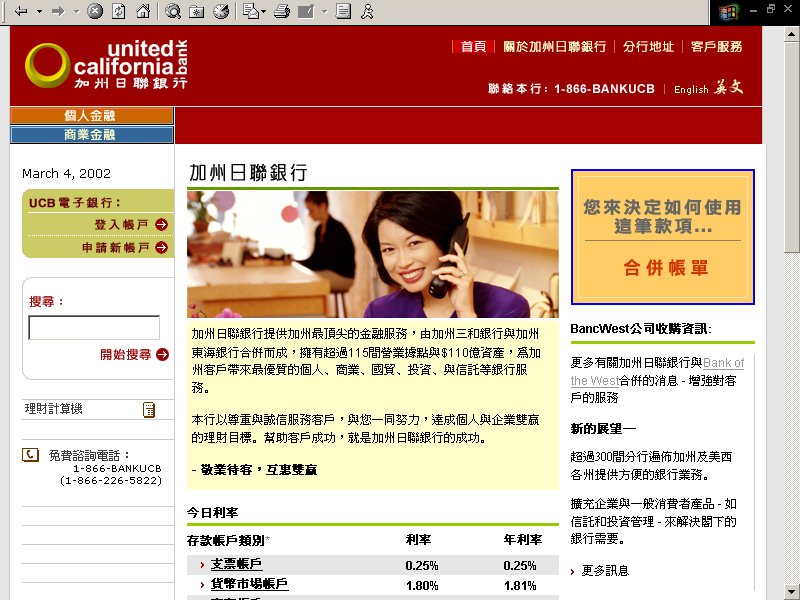 united
california
bank
加州日聯銀行
首頁 | 關於加州日聯銀行 | 分行地址 | 客戶服務
聯絡本行: 1-866-BANKUCB | English 英文
個人金融
商業金融
March 4, 2002
UCB 電子銀行：
登入帳戶
申請新帳戶
搜尋：
開始搜尋
理財計算機
免費諮詢電話：
1-866-BANKUCB
(1-866-226-5822)
加州日聯銀行
加州日聯銀行提供加州最頂尖的金融服務，由加州三和銀行與加州
東海銀行合併而成，擁有超過115間營業據點與$110億資產，為加
州客戶帶來最優質的個人、商業、國貿、投資、與信託等銀行服
務。
本行以尊重與誠信服務客戶，與您一同努力，達成個人與企業雙贏
的理財目標。幫助客戶成功，就是加州日聯銀行的成功。
- 敬業待客，互惠雙贏
今日利率
存款帳戶類別* 利率 年利率
支票帳戶 0.25% 0.25%
貨幣市場帳戶 1.80% 1.81%
您來決定如何使用
這筆款項...
合併帳單
BancWest公司收購資訊:
更多有關加州日聯銀行與Bank of
the West合併的消息 - 增強對客
戶的服務
新的展望—
超過300間分行遍佈加州及美西
各州提供方便的銀行業務。
擴充企業與一般消費者產品 - 如
信託和投資管理 - 來解決閣下的
銀行需要。
更多訊息